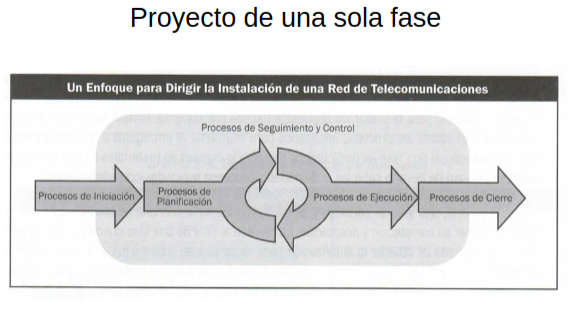 Proyecto de una sola fase
Un Enfoque para Dirigir la Instalación de una Red de Telecomunicaciones
Procesos de Seguimiento y Control
Procesos de Iniciación
Procesos de
Planificación
Procesos de Ejecución
Procesos de Cierre